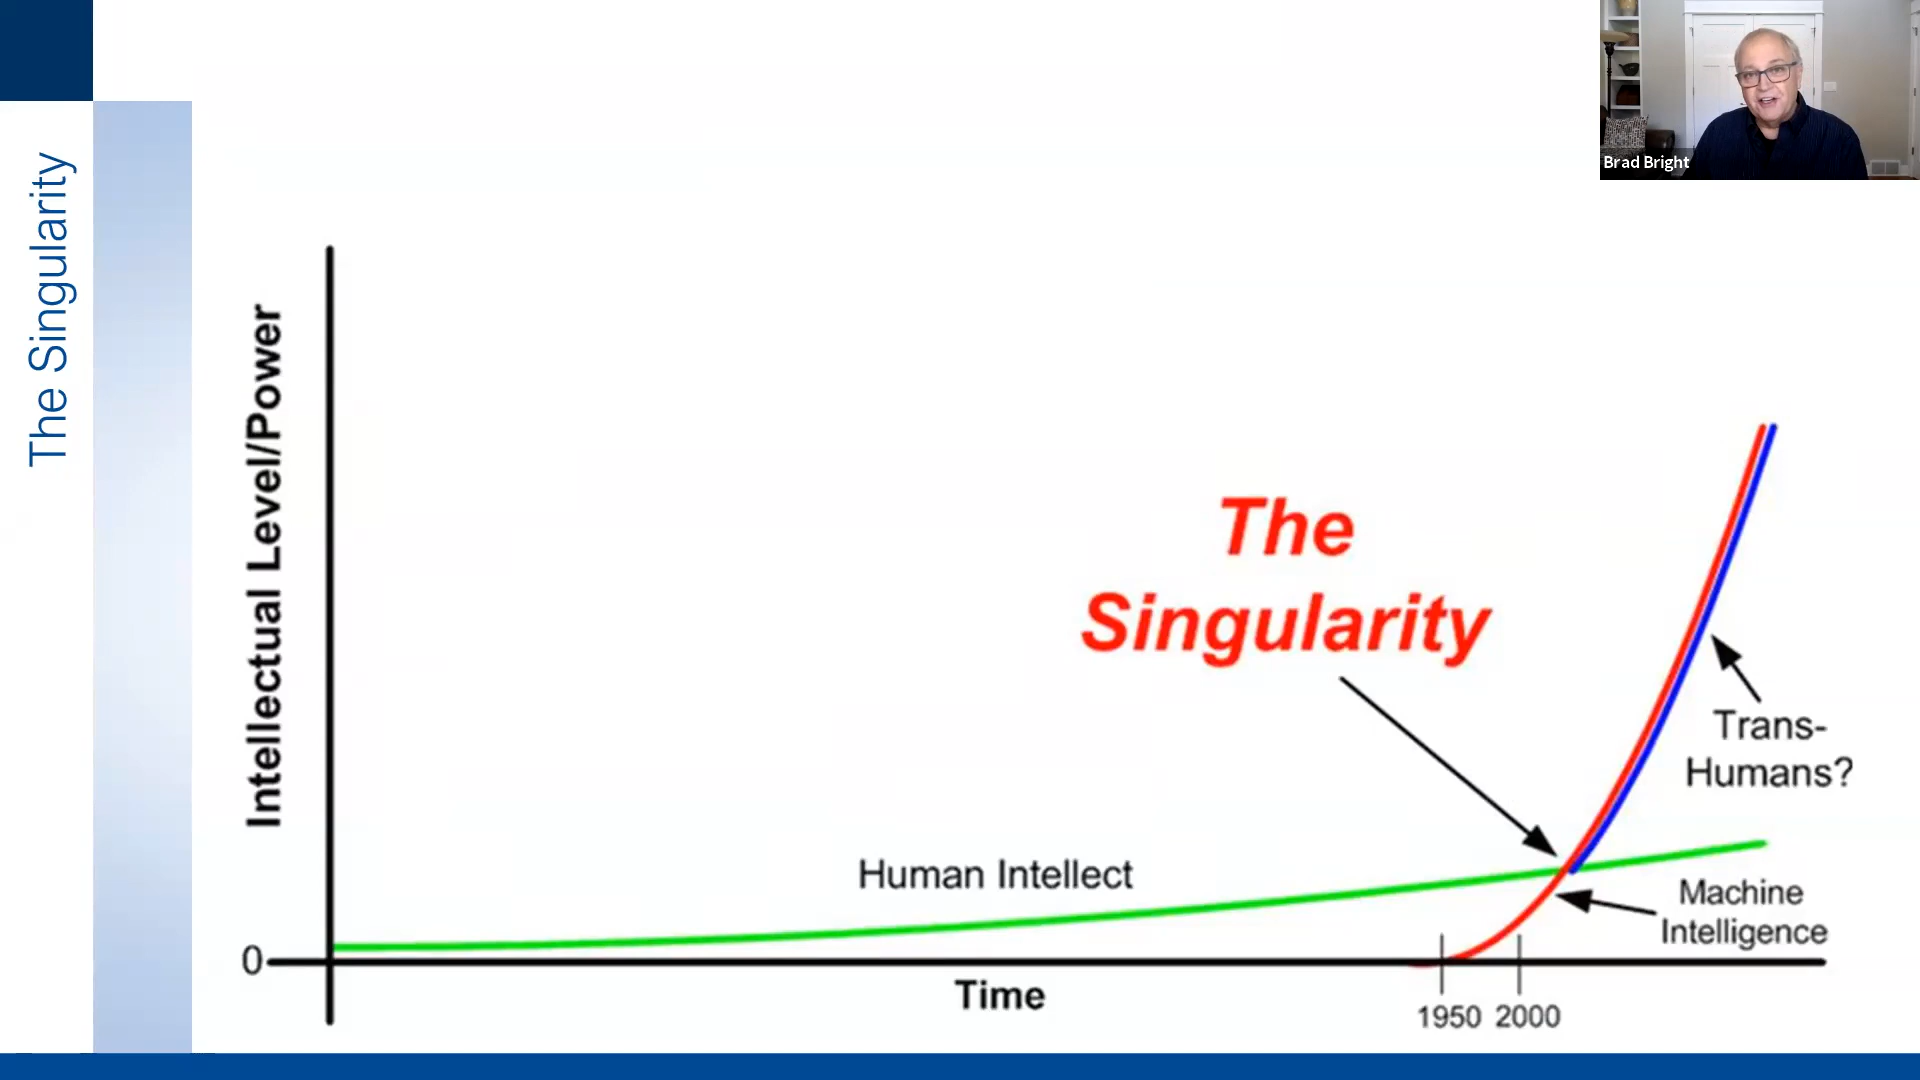 The Singularity
Brad Bright
Intellectual Level/Power
The
Singularity
Trans-
Humans?
Human Intellect
Machine
Intelligence
0
Time
1950 2000